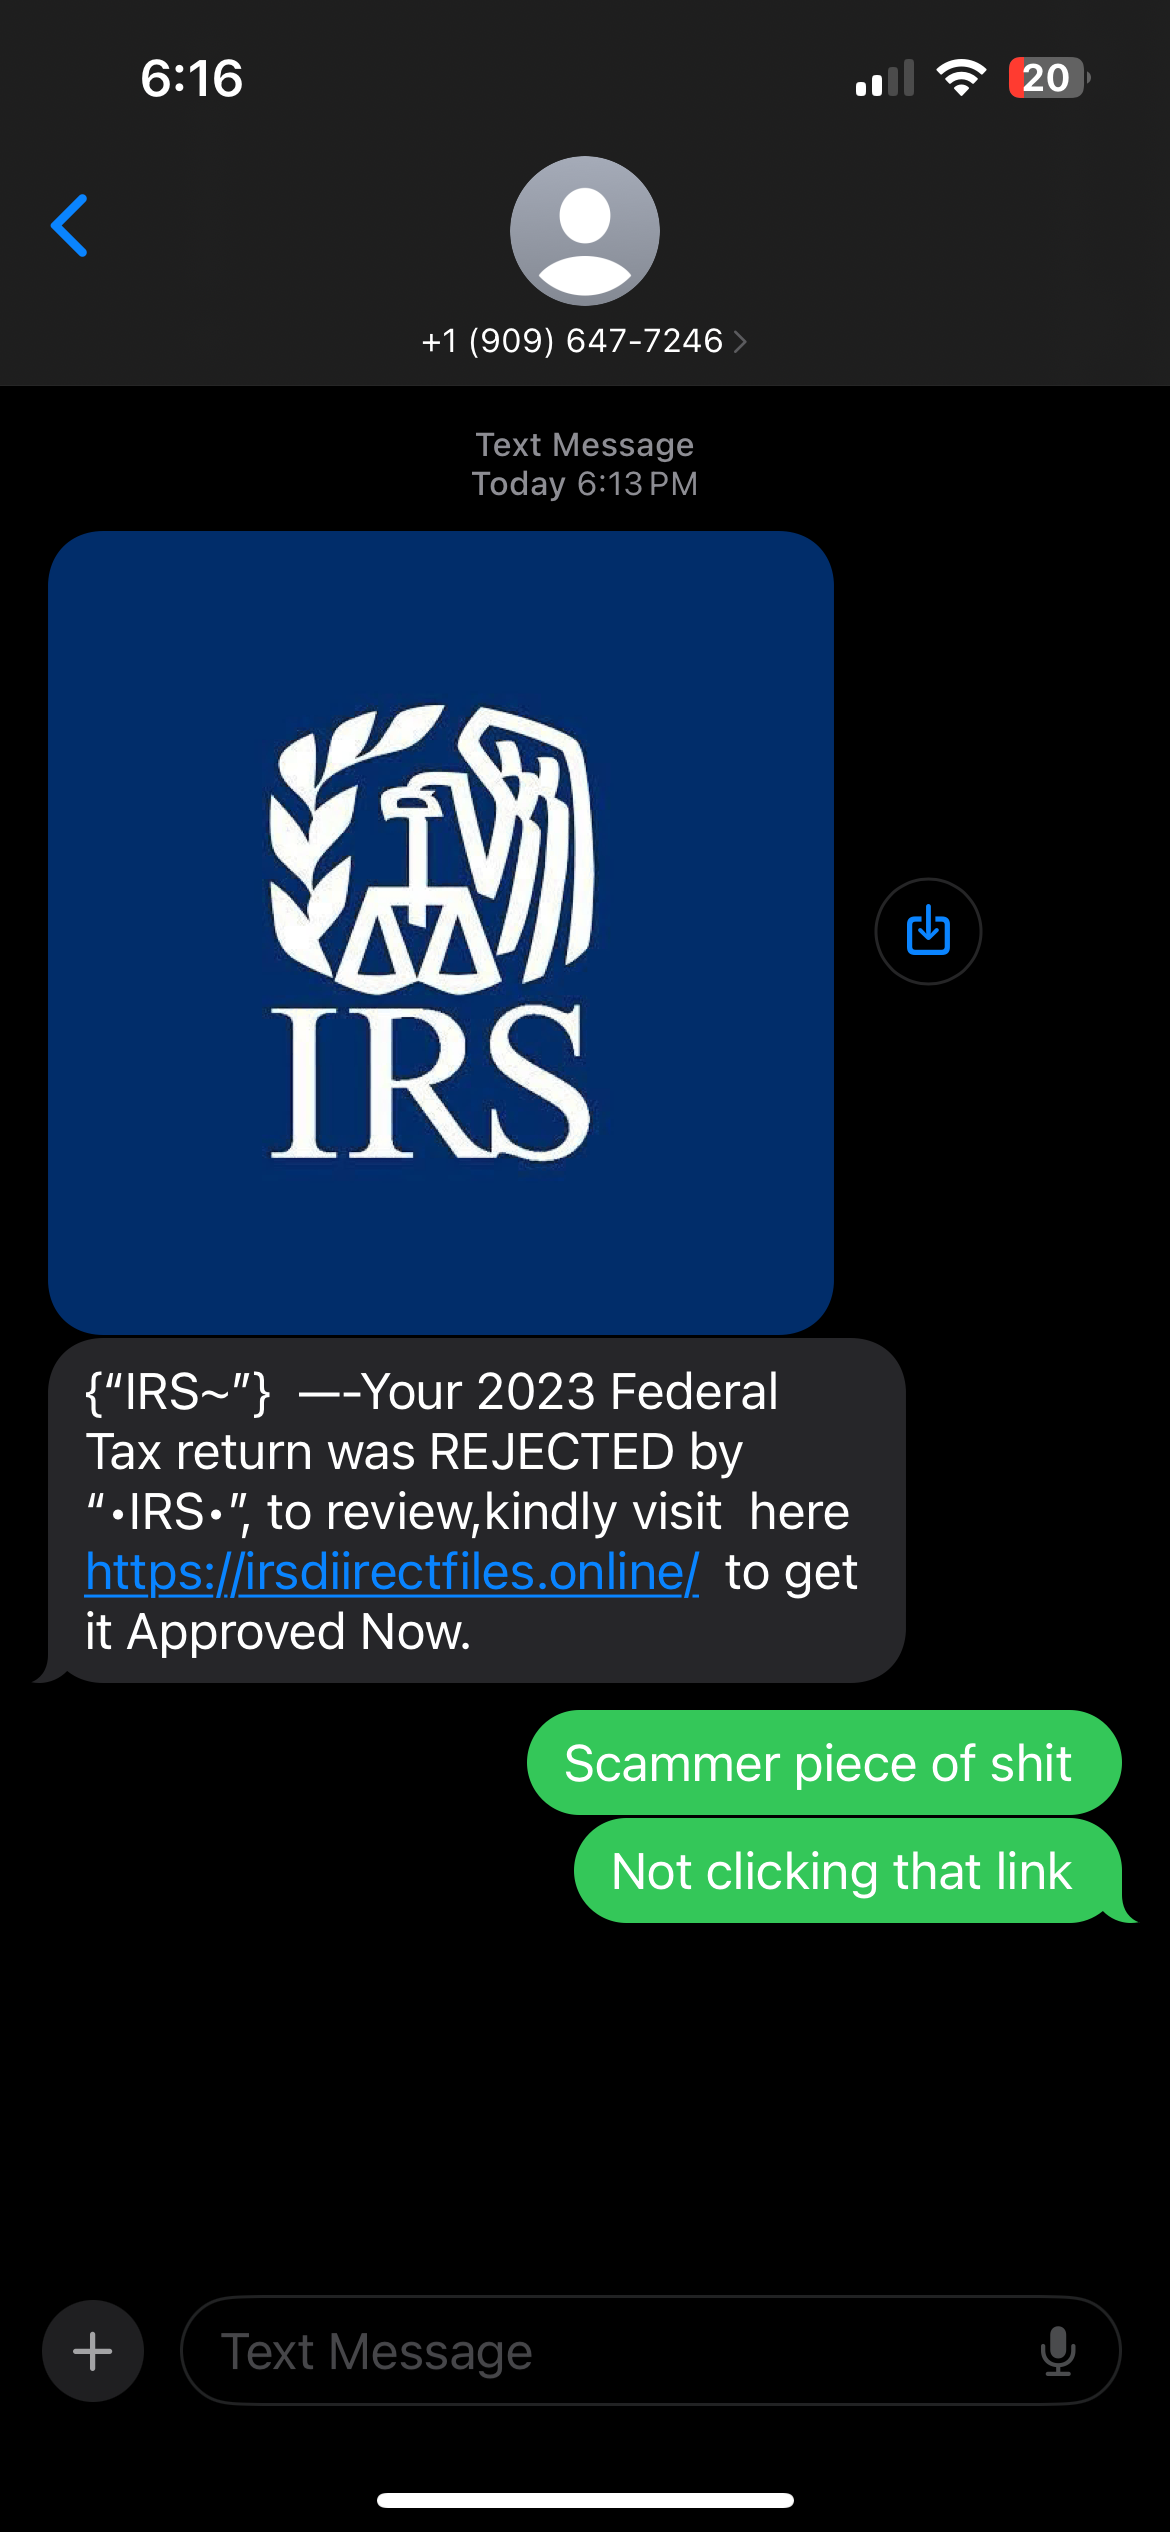 6:16
20
+1 (909) 647-7246
Text Message
Today 6:13 PM
IRS
{“IRS~”}  —-Your 2023 Federal
Tax return was REJECTED by
“•IRS•”, to review,kindly visit  here
https://irsdiirectfiles.online/  to get
it Approved Now.
Scammer piece of shit
Not clicking that link
Text Message